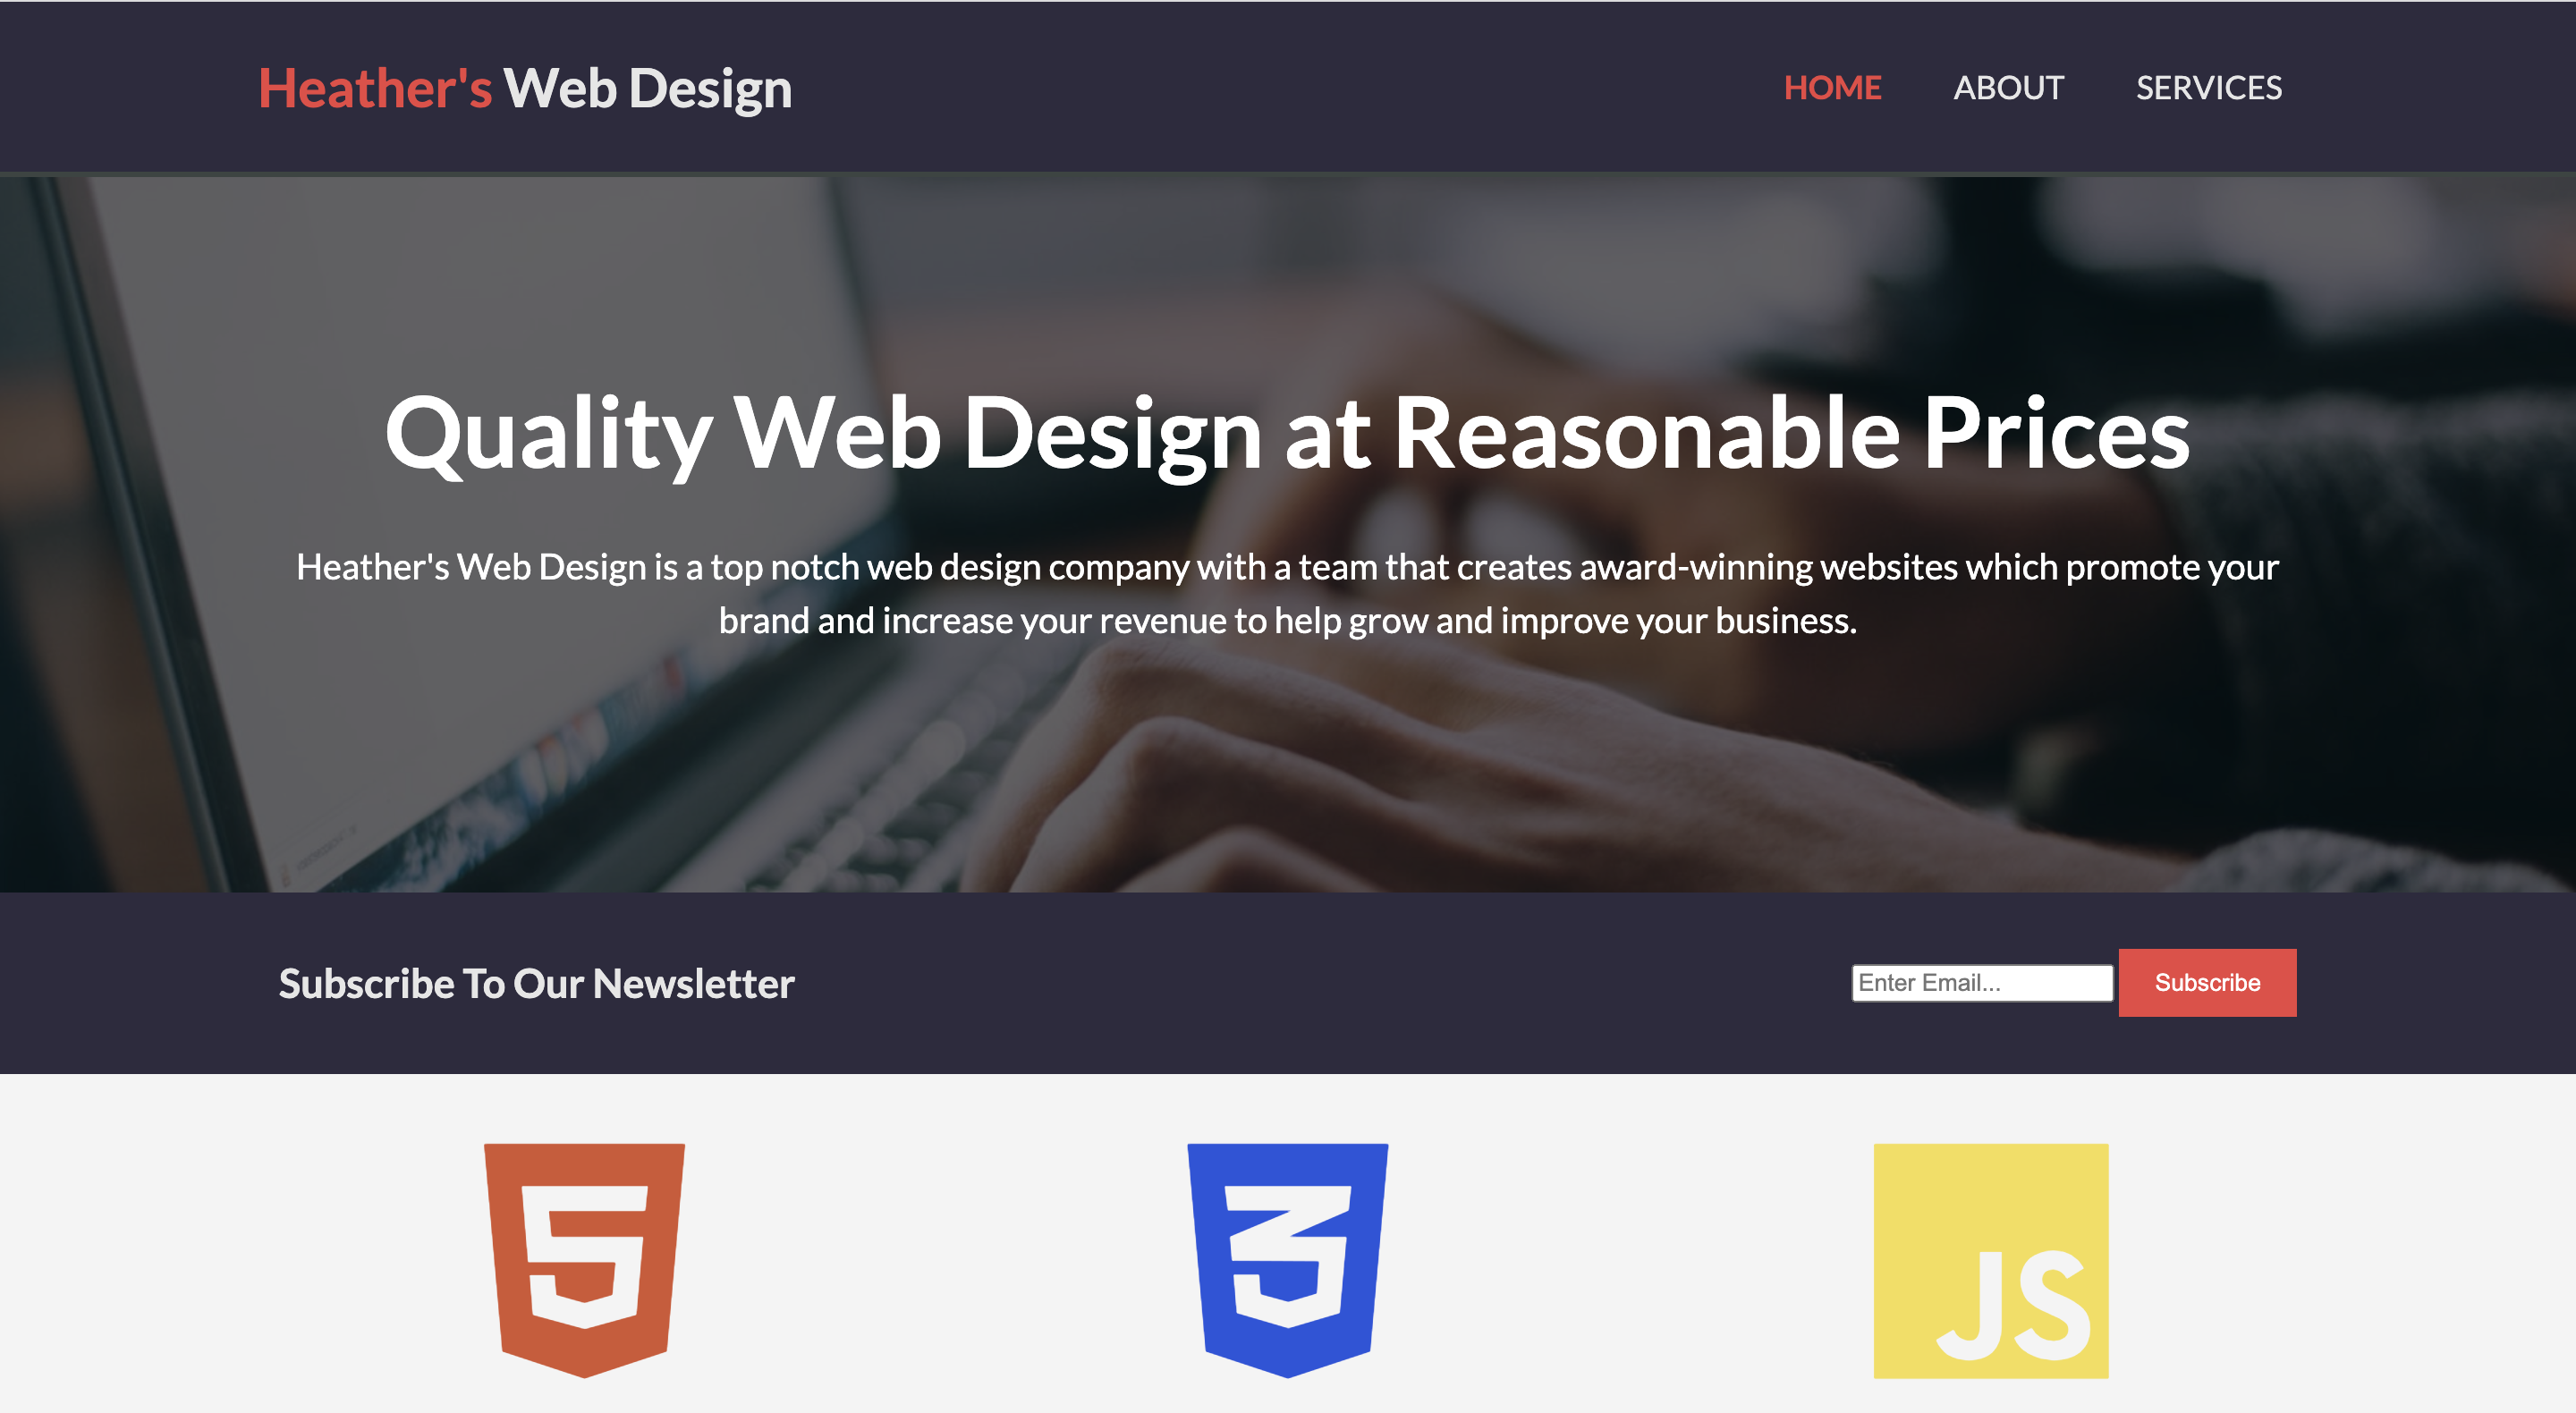 Heather's Web Design
HOME ABOUT SERVICES
Quality Web Design at Reasonable Prices
Heather's Web Design is a top notch web design company with a team that creates award-winning websites which promote your
brand and increase your revenue to help grow and improve your business.
Subscribe To Our Newsletter
Enter Email...
Subscribe
5
3
JS